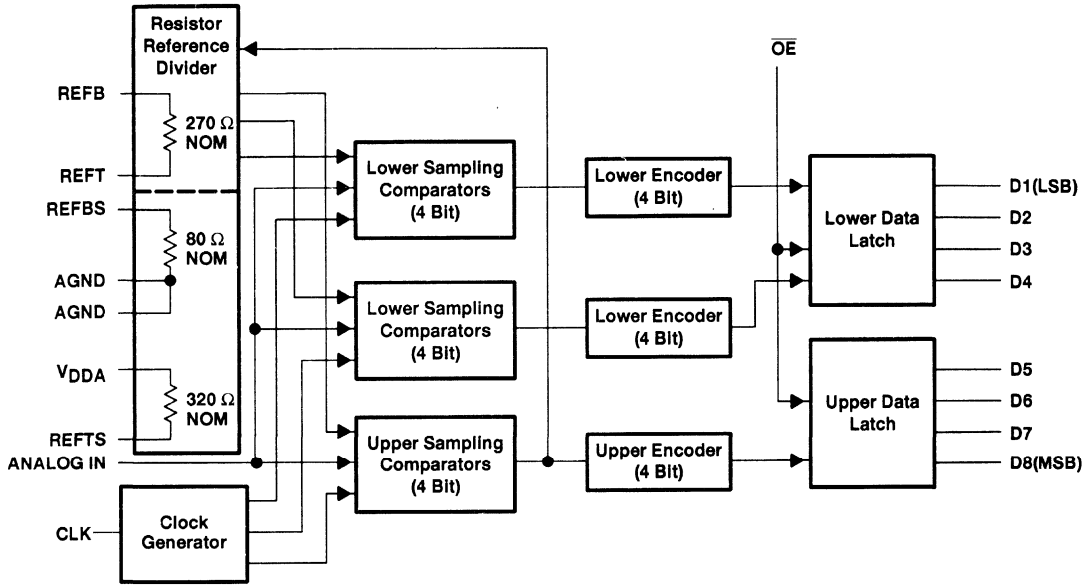 Resistor
Reference
Divider
REFB
270 Ω
NOM
REFT
REFBS
80 Ω
NOM
AGND
AGND
VDDA
320 Ω
NOM
REFTS
ANALOG IN
CLK
Clock
Generator
Lower Sampling
Comparators
(4 Bit)
Lower Sampling
Comparators
(4 Bit)
Upper Sampling
Comparators
(4 Bit)
Lower Encoder
(4 Bit)
Lower Encoder
(4 Bit)
Upper Encoder
(4 Bit)
OE
Lower Data
Latch
Upper Data
Latch
D1(LSB)
D2
D3
D4
D5
D6
D7
D8(MSB)